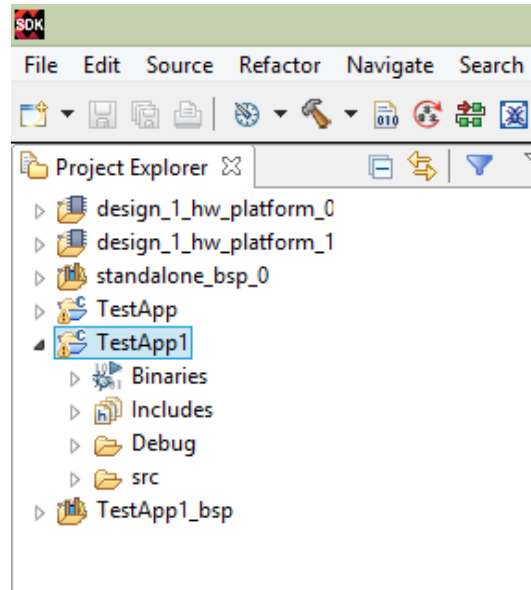 SDK
File Edit Source Refactor Navigate Search
010
Project Explorer
design_1_hw_platform_0
design_1_hw_platform_1
standalone_bsp_0
TestApp
TestApp1
Binaries
Includes
Debug
src
TestApp1_bsp